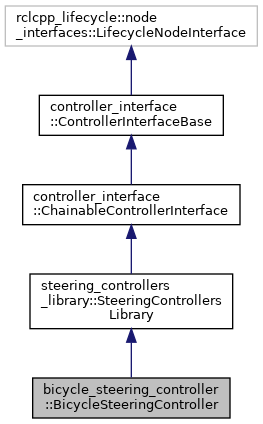 rclcpp_lifecycle::node
_interfaces::LifecycleNodeInterface
controller_interface
::ControllerInterfaceBase
controller_interface
::ChainableControllerInterface
steering_controllers
_library::SteeringControllers
Library
bicycle_steering_controller
::BicycleSteeringController